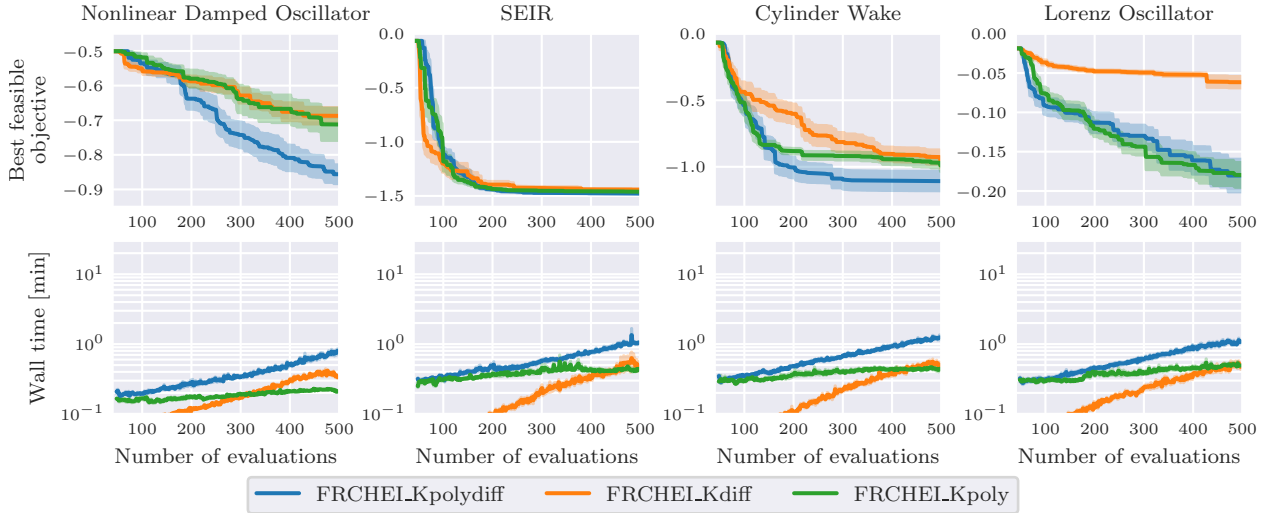 Nonlinear Damped Oscillator
SEIR
Cylinder Wake
Lorenz Oscillator
Best feasible
objective
−0.5
−0.6
−0.7
−0.8
−0.9
100 200 300 400 500
0.0
−0.5
−1.0
−1.5
100 200 300 400 500
0.0
−0.5
−1.0
100 200 300 400 500
0.00
−0.05
−0.10
−0.15
−0.20
100 200 300 400 500
Wall time [min]
10^1
10^0
10^−1
100 200 300 400 500
10^1
10^0
10^−1
100 200 300 400 500
10^1
10^0
10^−1
100 200 300 400 500
10^1
10^0
10^−1
100 200 300 400 500
Number of evaluations
Number of evaluations
Number of evaluations
Number of evaluations
FRCHEI_Kpolydiff
FRCHEI_Kdiff
FRCHEI_Kpoly